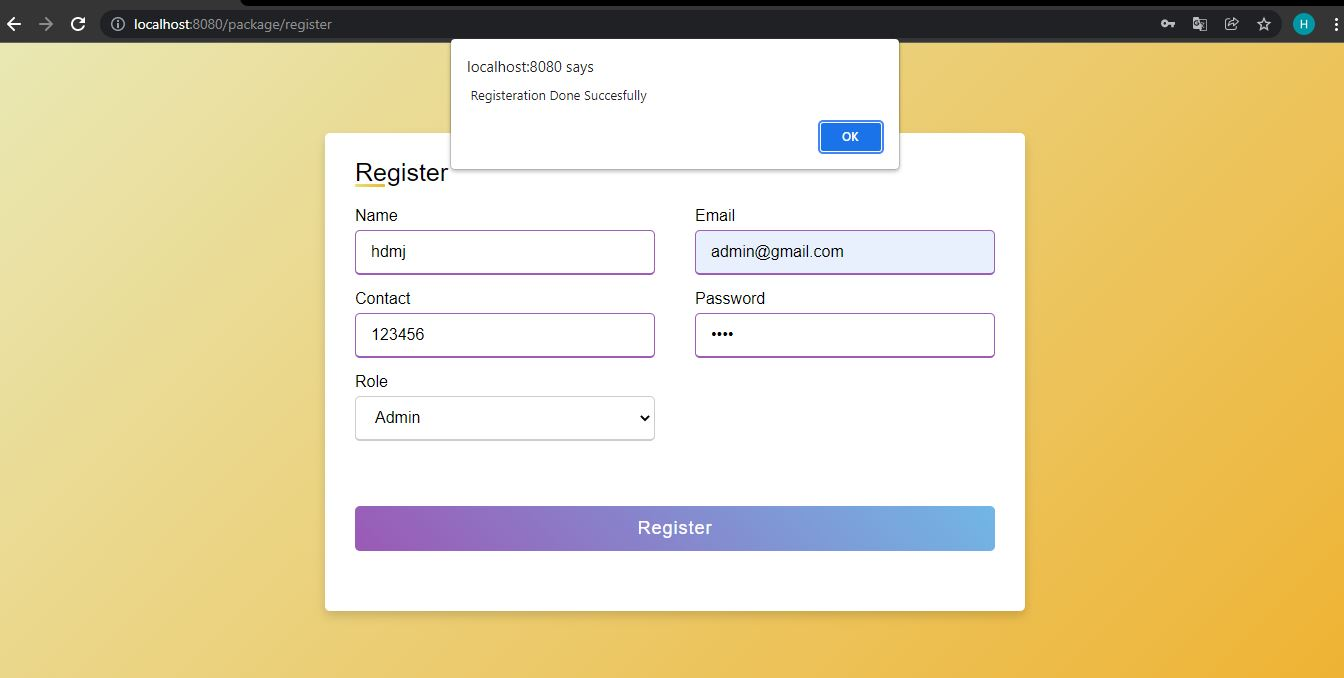 localhost:8080/package/register
H
localhost:8080 says
Registeration Done Succesfully
OK
Register
Name
Email
hdmj
admin@gmail.com
Contact
Password
123456
••••
Role
Admin
Register